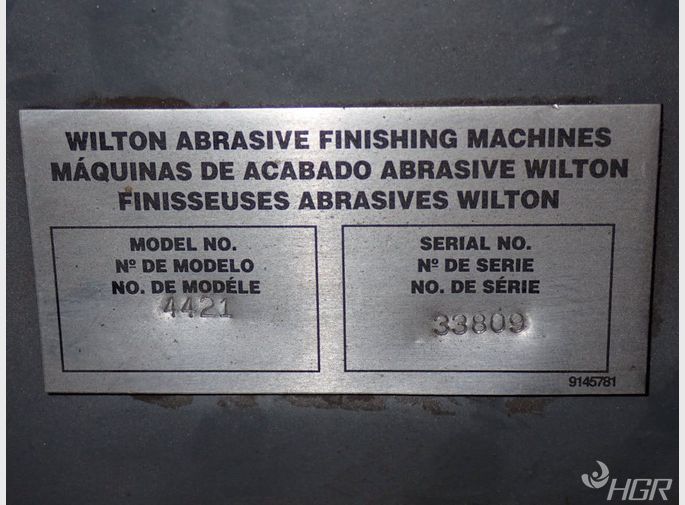 WILTON ABRASIVE FINISHING MACHINES
MÁQUINAS DE ACABADO ABRASIVE WILTON
FINISSEUSES ABRASIVES WILTON
MODEL NO.
Nº DE MODELO
NO. DE MODÉLE
4421
SERIAL NO.
Nº DE SERIE
NO. DE SÉRIE
33809
9145781
HGR